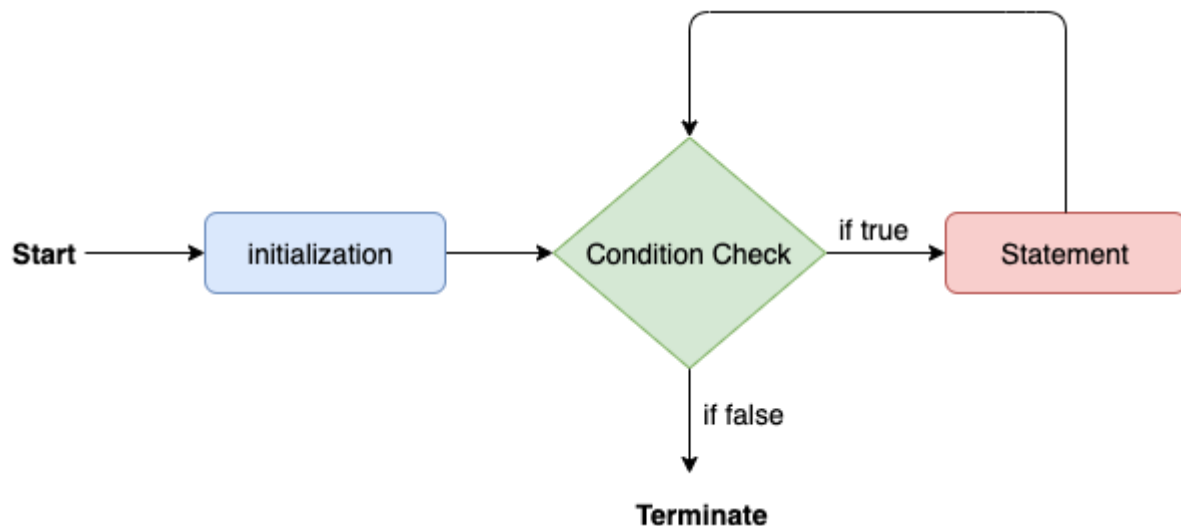 Start
initialization
Condition Check
if true
Statement
if false
Terminate